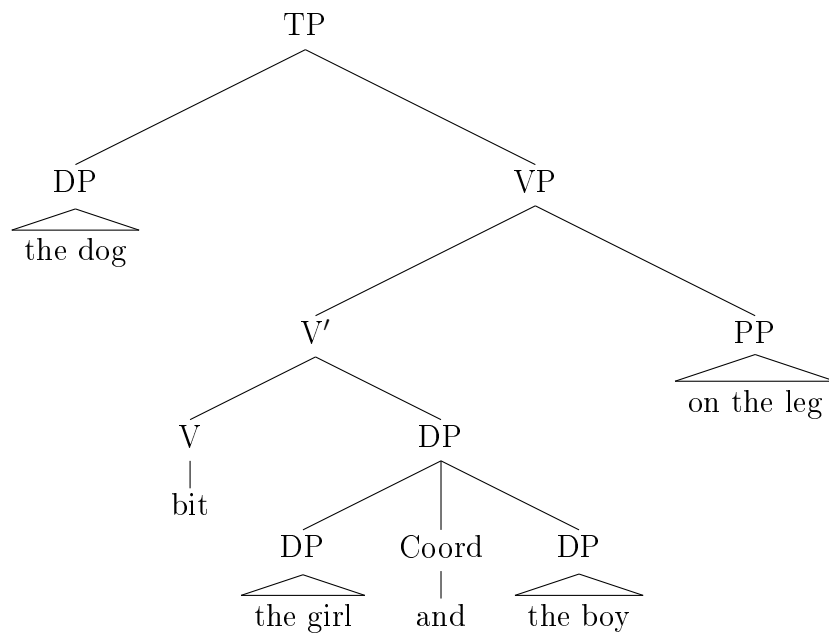 TP
DP VP
the dog
V′ PP
on the leg
V DP
bit
DP Coord DP
the girl and the boy